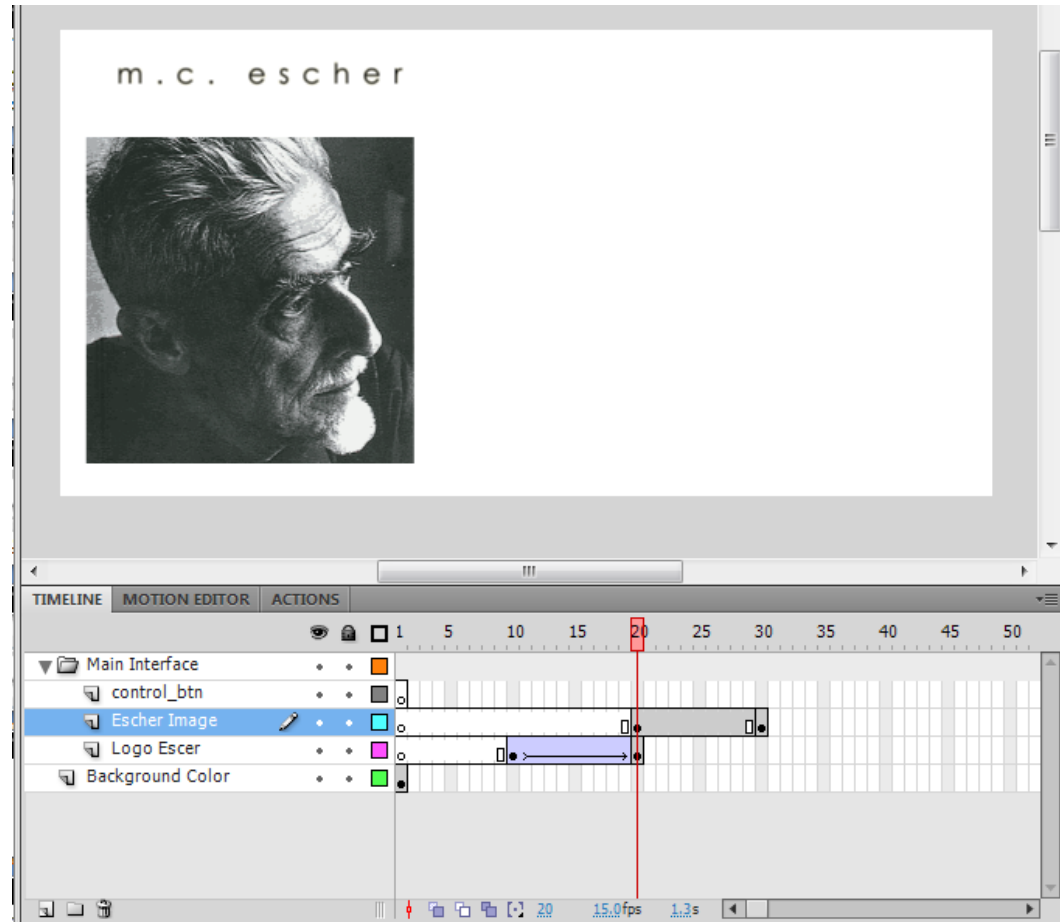 m.c. escher
TIMELINE MOTION EDITOR ACTIONS
1 5 10 15 20 25 30 35 40 45 50
Main Interface
control_btn
Escher Image
Logo Escer
Background Color
20 15.0fps 1.3s